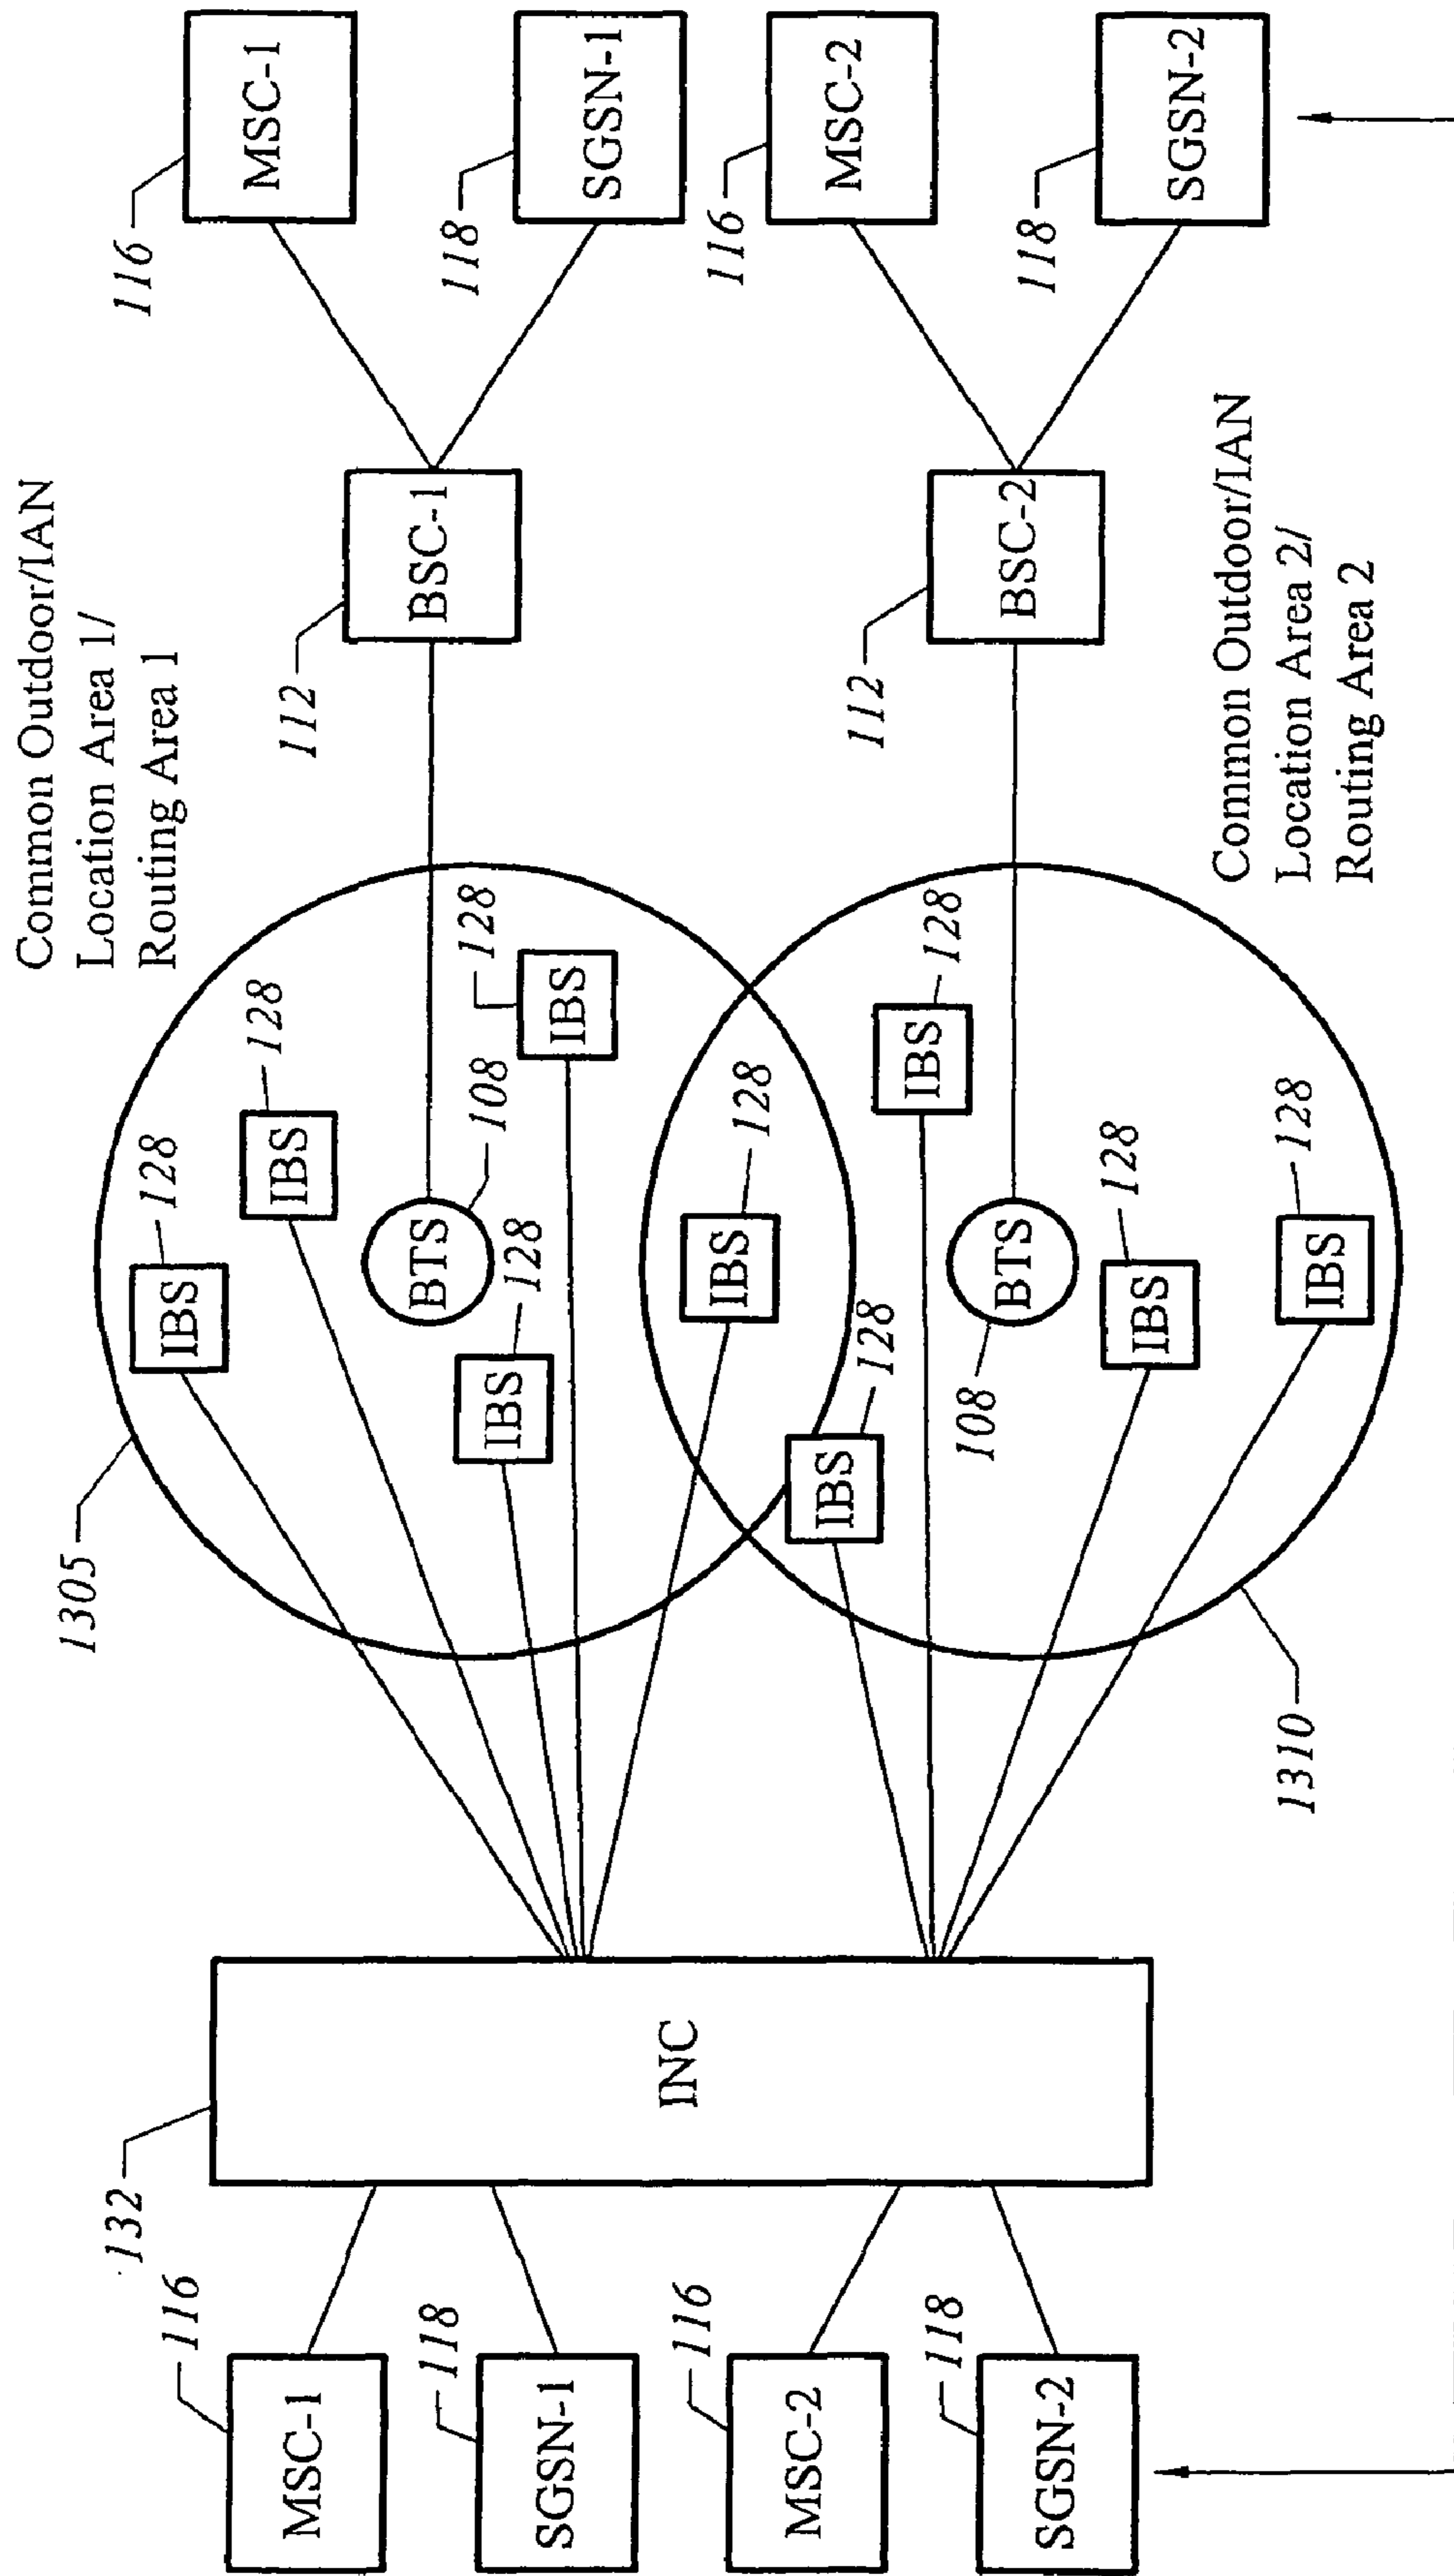 Common Outdoor/IAN
Location Area 1/
Routing Area 1
116
MSC-1
118
SGSN-1
116
MSC-2
118
SGSN-2
132
INC
1305
128
IBS
128
IBS
BTS
108
128
IBS
128
IBS
128
IBS
128
IBS
128
IBS
108
BTS
128
IBS
128
IBS
1310
112
BSC-1
112
BSC-2
116
MSC-1
118
SGSN-1
116
MSC-2
118
SGSN-2
Common Outdoor/IAN
Location Area 2/
Routing Area 2